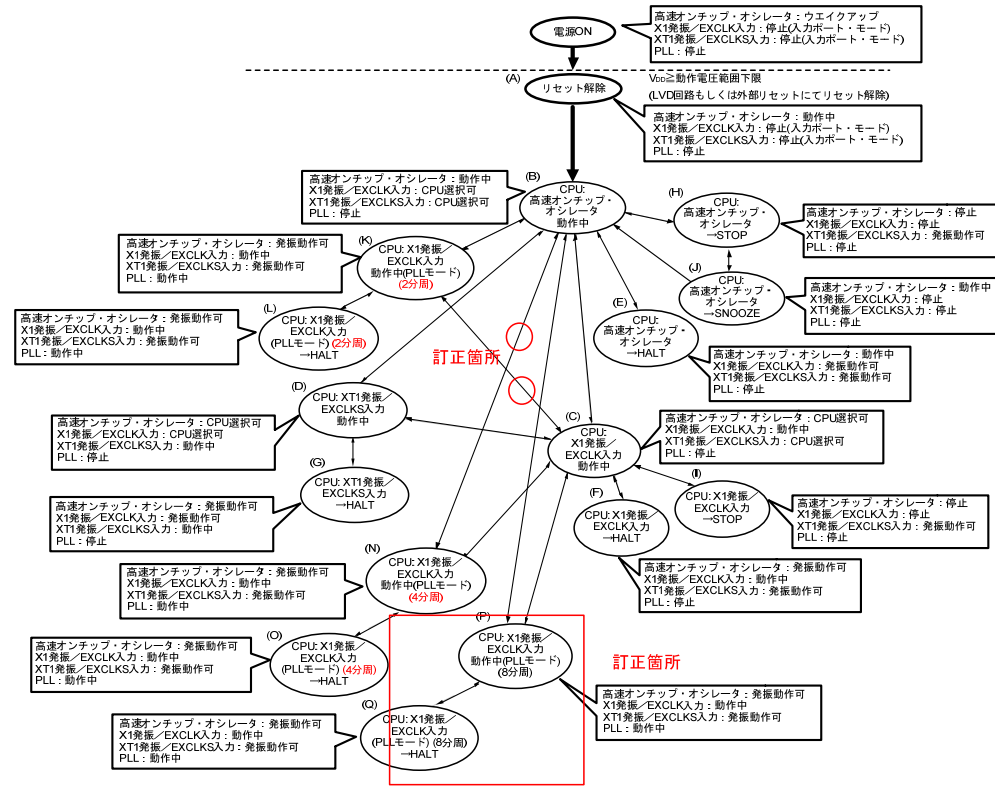 電源ON
高速オンチップ・オシレータ：ウエイクアップ
X1発振／EXCLK入力：停止(入力ポート・モード)
XT1発振／EXCLKS入力：停止(入力ポート・モード)
PLL：停止
(A)
リセット解除
VDD≧動作電圧範囲下限
(LVD回路もしくは外部リセットにてリセット解除)
高速オンチップ・オシレータ：動作中
X1発振／EXCLK入力：停止(入力ポート・モード)
XT1発振／EXCLKS入力：停止(入力ポート・モード)
PLL：停止
高速オンチップ・オシレータ：動作中
X1発振／EXCLK入力：CPU選択可
XT1発振／EXCLKS入力：CPU選択可
PLL：停止
(B)
CPU:
高速オンチップ・
オシレータ
動作中
(H)
CPU:
高速オンチップ・
オシレータ
→STOP
高速オンチップ・オシレータ：停止
X1発振／EXCLK入力：停止
XT1発振／EXCLKS入力：発振動作可
PLL：停止
高速オンチップ・オシレータ：発振動作可
X1発振／EXCLK入力：動作中
XT1発振／EXCLKS入力：発振動作可
PLL：動作中
(K)
CPU: X1発振／
EXCLK入力
動作中(PLLモード)
(2分周)
(J)
CPU:
高速オンチップ・
オシレータ
→SNOOZE
高速オンチップ・オシレータ：動作中
X1発振／EXCLK入力：停止
XT1発振／EXCLKS入力：停止
PLL：停止
高速オンチップ・オシレータ：発振動作可
X1発振／EXCLK入力：動作中
XT1発振／EXCLKS入力：発振動作可
PLL：動作中
(L)
CPU: X1発振／
EXCLK入力
(PLLモード) (2分周)
→HALT
訂正箇所
(E)
CPU:
高速オンチップ・
オシレータ
→HALT
高速オンチップ・オシレータ：動作中
X1発振／EXCLK入力：発振動作可
XT1発振／EXCLKS入力：発振動作可
PLL：停止
(D)
CPU: XT1発振／
EXCLKS入力
動作中
高速オンチップ・オシレータ：CPU選択可
X1発振／EXCLK入力：CPU選択可
XT1発振／EXCLKS入力：動作中
PLL：停止
(C)
CPU:
X1発振／
EXCLK入力
動作中
高速オンチップ・オシレータ：CPU選択可
X1発振／EXCLK入力：動作中
XT1発振／EXCLKS入力：CPU選択可
PLL：停止
(G)
CPU: XT1発振／
EXCLKS入力
→HALT
高速オンチップ・オシレータ：発振動作可
X1発振／EXCLK入力：発振動作可
XT1発振／EXCLKS入力：動作中
PLL：停止
(F)
CPU: X1発振／
EXCLK入力
→HALT
(I)
CPU: X1発振／
EXCLK入力
→STOP
高速オンチップ・オシレータ：停止
X1発振／EXCLK入力：停止
XT1発振／EXCLKS入力：発振動作可
PLL：停止
高速オンチップ・オシレータ：発振動作可
X1発振／EXCLK入力：動作中
XT1発振／EXCLKS入力：発振動作可
PLL：停止
(N)
CPU: X1発振／
EXCLK入力
動作中(PLLモード)
(4分周)
高速オンチップ・オシレータ：発振動作可
X1発振／EXCLK入力：動作中
XT1発振／EXCLKS入力：発振動作可
PLL：動作中
(O)
CPU: X1発振／
EXCLK入力
(PLLモード) (4分周)
→HALT
高速オンチップ・オシレータ：発振動作可
X1発振／EXCLK入力：動作中
XT1発振／EXCLKS入力：発振動作可
PLL：動作中
(P)
CPU: X1発振／
EXCLK入力
動作中(PLLモード)
(8分周)
訂正箇所
高速オンチップ・オシレータ：発振動作可
X1発振／EXCLK入力：動作中
XT1発振／EXCLKS入力：発振動作可
PLL：動作中
(Q)
CPU: X1発振／
EXCLK入力
(PLLモード) (8分周)
→HALT
高速オンチップ・オシレータ：発振動作可
X1発振／EXCLK入力：動作中
XT1発振／EXCLKS入力：発振動作可
PLL：動作中